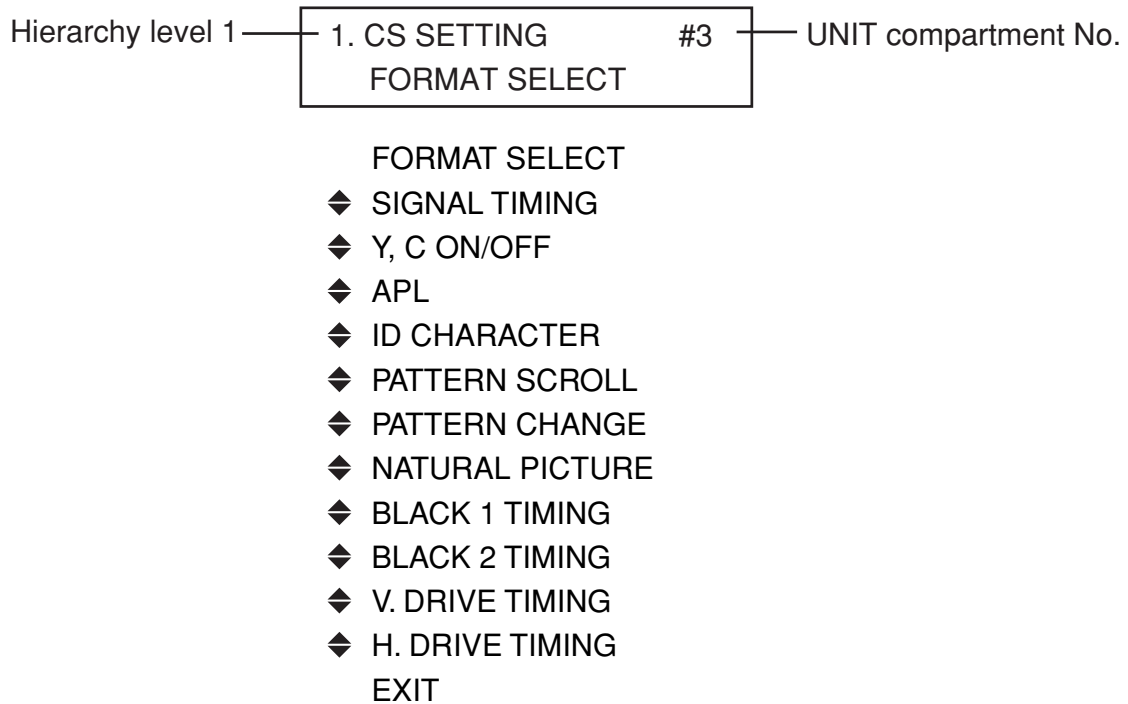 Hierarchy level 1 1. CS SETTING #3 UNIT compartment No.
FORMAT SELECT
FORMAT SELECT
SIGNAL TIMING
Y, C ON/OFF
APL
ID CHARACTER
PATTERN SCROLL
PATTERN CHANGE
NATURAL PICTURE
BLACK 1 TIMING
BLACK 2 TIMING
V. DRIVE TIMING
H. DRIVE TIMING
EXIT